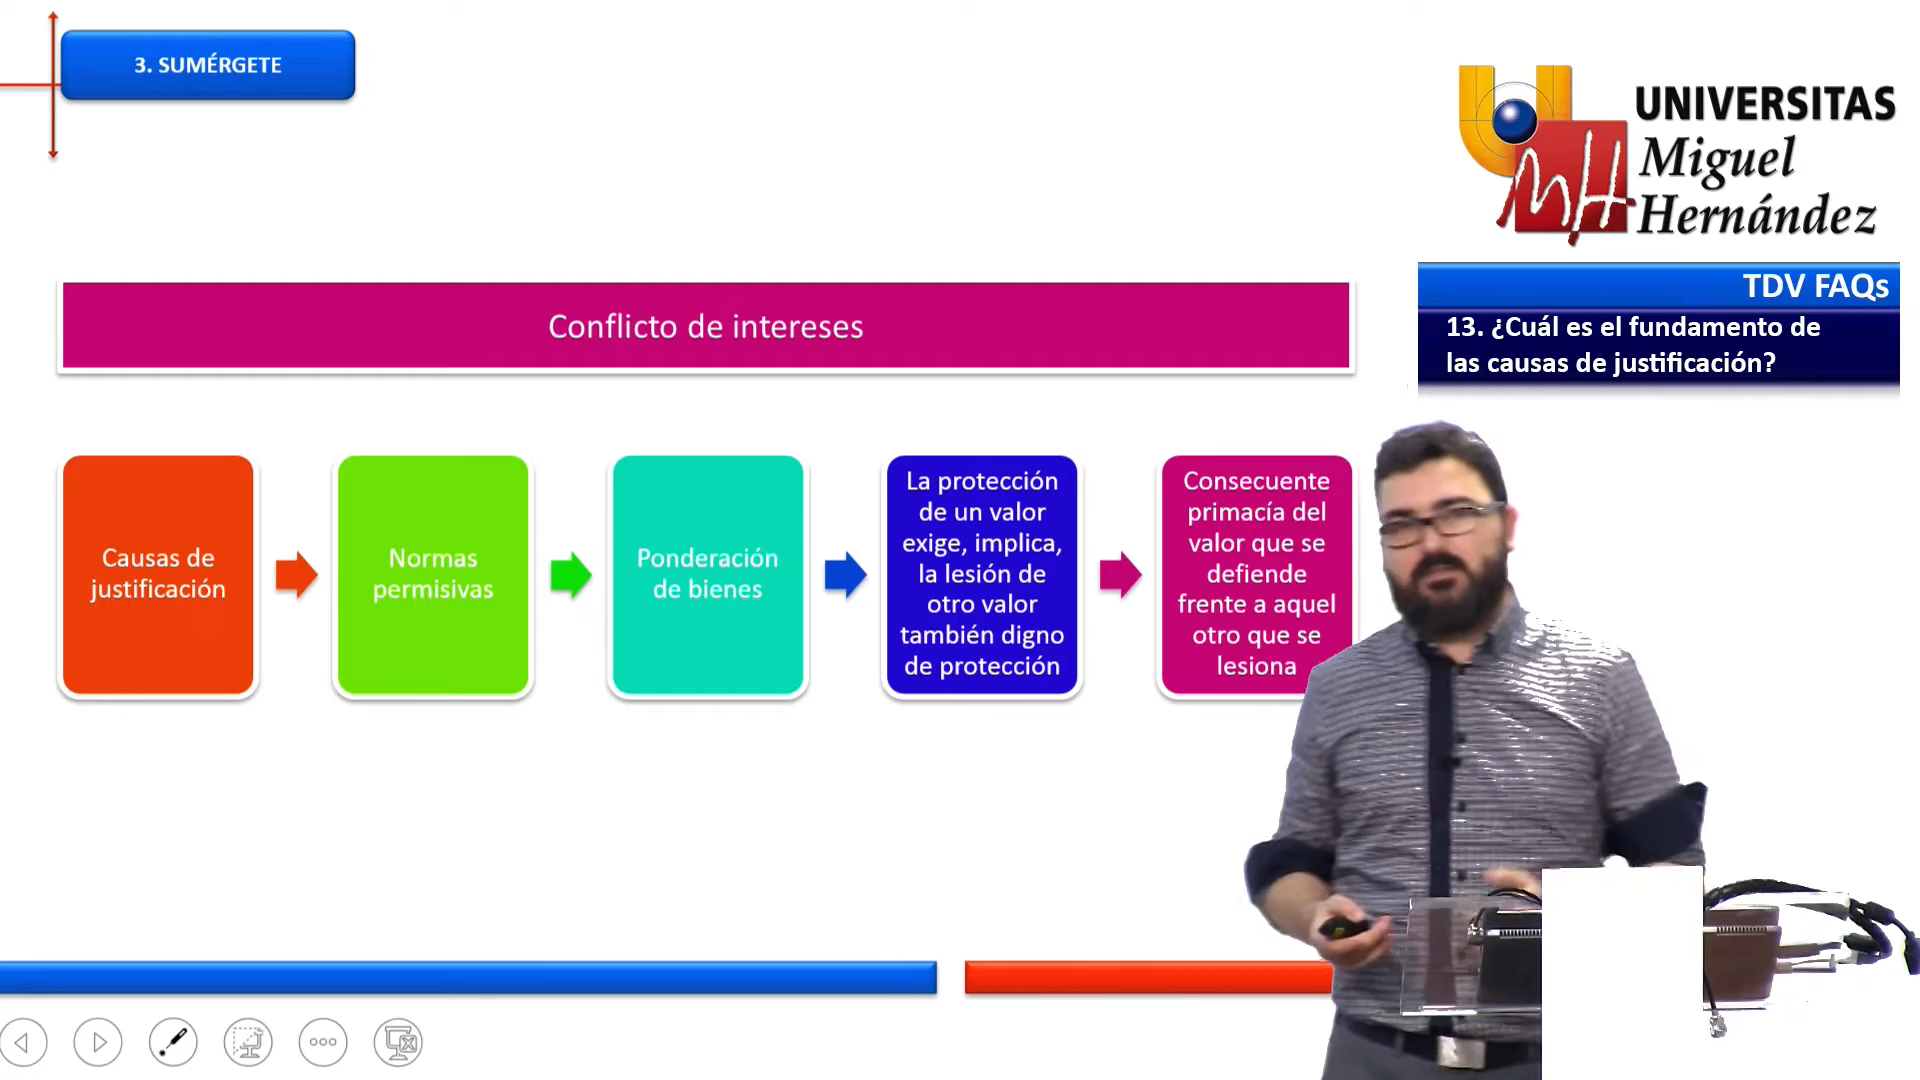 3. SUMÉRGETE
UNIVERSITAS
Miguel
Hernández
TDV FAQs
13. ¿Cuál es el fundamento de
las causas de justificación?
Conflicto de intereses
Causas de
justificación
Normas
permisivas
Ponderación
de bienes
La protección
de un valor
exige, implica,
la lesión de
otro valor
también digno
de protección
Consecuente
primacía del
valor que se
defiende
frente a aquel
otro que se
lesiona